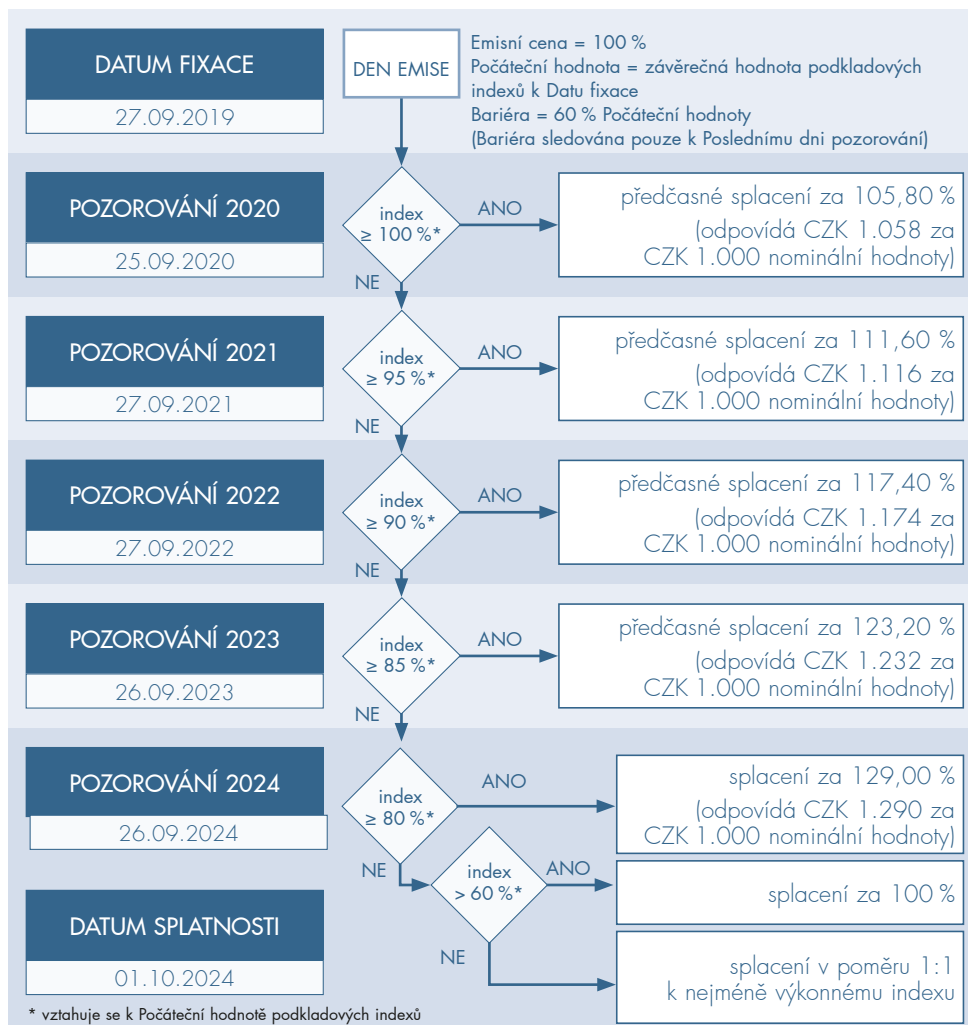 DATUM FIXACE
27.09.2019
DEN EMISE
Emisní cena = 100 %
Počáteční hodnota = závěrečná hodnota podkladových
indexů k Datu fixace
Bariéra = 60 % Počáteční hodnoty
(Bariéra sledována pouze k Poslednímu dni pozorování)
POZOROVÁNÍ 2020
25.09.2020
index
≥ 100 %*
ANO
NE
předčasné splacení za 105,80 %
(odpovídá CZK 1.058 za
CZK 1.000 nominální hodnoty)
POZOROVÁNÍ 2021
27.09.2021
index
≥ 95 %*
ANO
NE
předčasné splacení za 111,60 %
(odpovídá CZK 1.116 za
CZK 1.000 nominální hodnoty)
POZOROVÁNÍ 2022
27.09.2022
index
≥ 90 %*
ANO
NE
předčasné splacení za 117,40 %
(odpovídá CZK 1.174 za
CZK 1.000 nominální hodnoty)
POZOROVÁNÍ 2023
26.09.2023
index
≥ 85 %*
ANO
NE
předčasné splacení za 123,20 %
(odpovídá CZK 1.232 za
CZK 1.000 nominální hodnoty)
POZOROVÁNÍ 2024
26.09.2024
index
≥ 80 %*
ANO
NE
splacení za 129,00 %
(odpovídá CZK 1.290 za
CZK 1.000 nominální hodnoty)
index
> 60 %*
ANO
NE
splacení za 100 %
DATUM SPLATNOSTI
01.10.2024
splacení v poměru 1:1
k nejméně výkonnému indexu
* vztahuje se k Počáteční hodnotě podkladových indexů